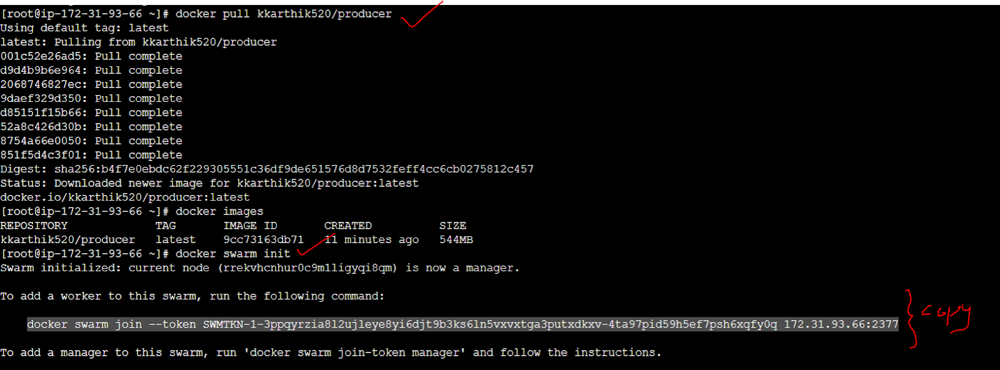 [root@ip-172-31-93-66 ~]# docker pull kkarthik520/producer
Using default tag: latest
latest: Pulling from kkarthik520/producer
001c52e26ad5: Pull complete
d9d4b9b6e964: Pull complete
2068746827ec: Pull complete
9daef329d350: Pull complete
d85151f15b66: Pull complete
52a8c426d30b: Pull complete
8754a66e0050: Pull complete
851f5d4c3f01: Pull complete
Digest: sha256:b4f7e0ebdc62f229305551c36df9de651576d8d7532feff4cc6cb0275812c457
Status: Downloaded newer image for kkarthik520/producer:latest
docker.io/kkarthik520/producer:latest
[root@ip-172-31-93-66 ~]# docker images
REPOSITORY TAG IMAGE ID CREATED SIZE
kkarthik520/producer latest 9cc73163db71 11 minutes ago 544MB
[root@ip-172-31-93-66 ~]# docker swarm init
Swarm initialized: current node (rrekvhcnhur0c9m1ligyqi8qm) is now a manager.
To add a worker to this swarm, run the following command:
docker swarm join --token SWMTKN-1-3ppqyrzia8l2ujleye8yi6djt9b3ks6ln5vxvxtga3putxdkxv-4ta97pid59h5ef7psh6xqfy0q 172.31.93.66:2377
copy
To add a manager to this swarm, run 'docker swarm join-token manager' and follow the instructions.